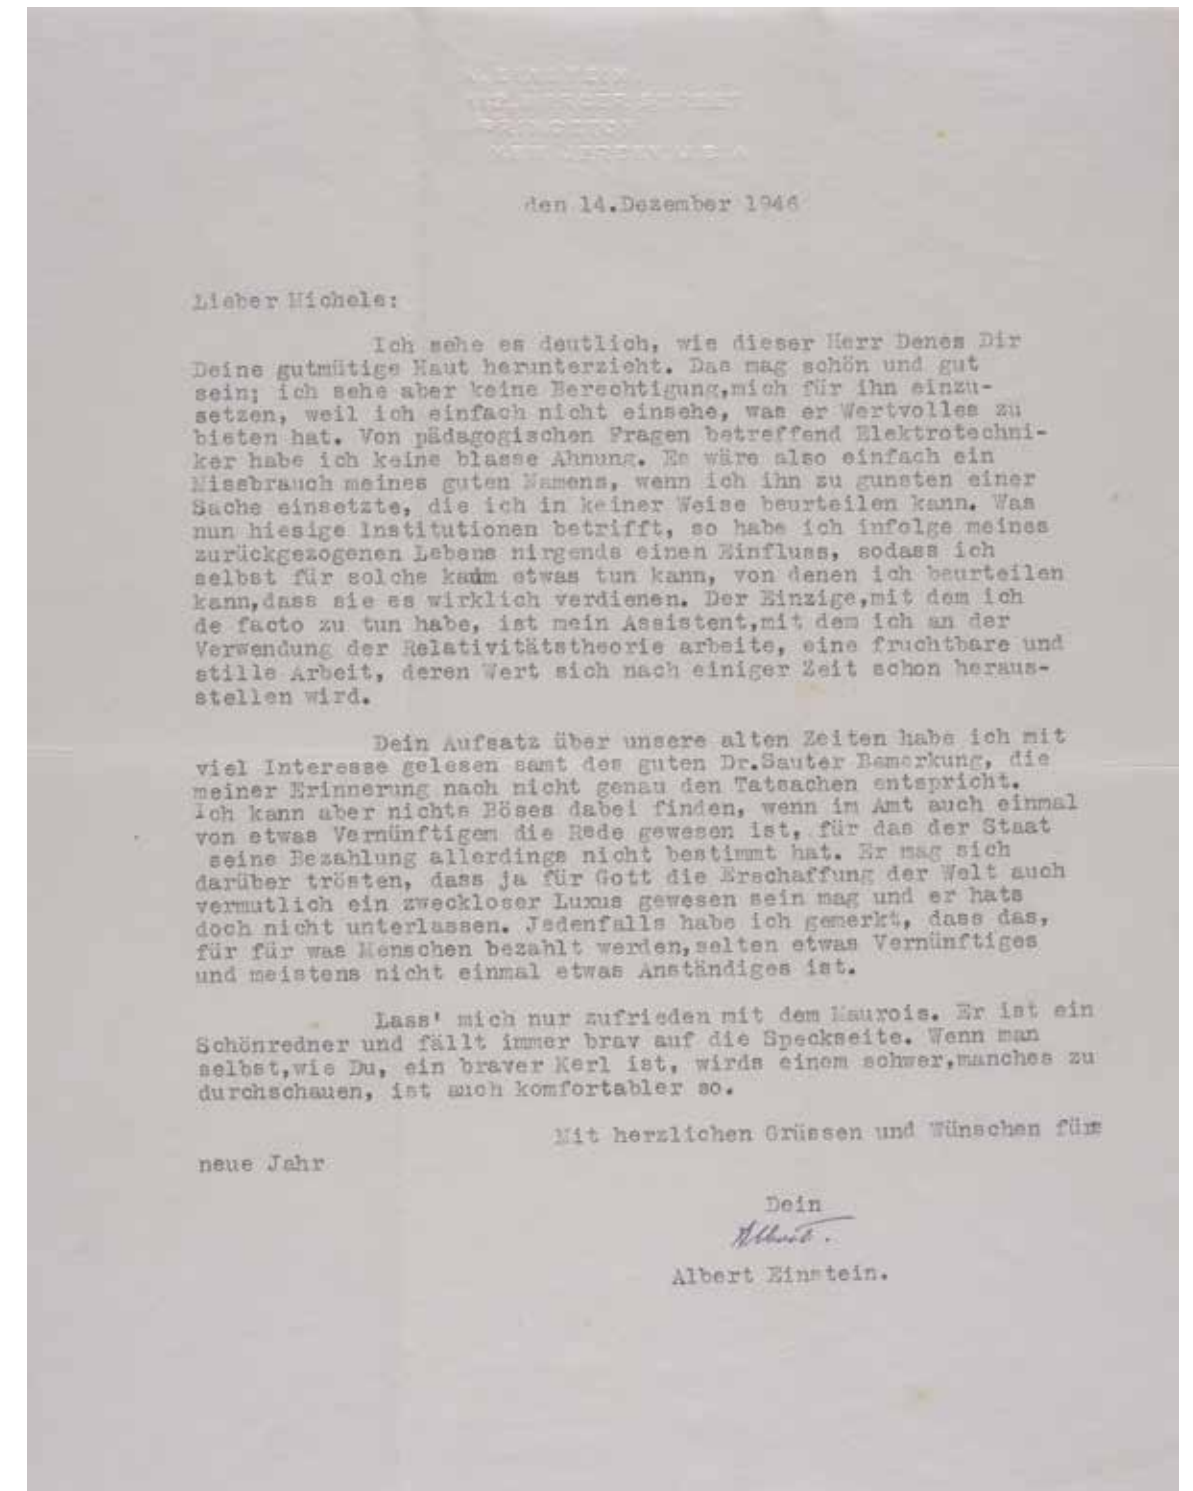 A. EINSTEIN
112 MERCER STREET
PRINCETON
NEW JERSEY, U.S.A.
den 14.Dezember 1946
Lieber Michele:
Ich sehe es deutlich, wie dieser Herr Denes Dir
Deine gutmütige Haut herunterzieht. Das mag schön und gut
sein; ich sehe aber keine Berechtigung,mich für ihn einzu-
setzen, weil ich einfach nicht einsehe, was er Wertvolles zu
bieten hat. Von pädagogischen Fragen betreffend Elektrotechni-
ker habe ich keine blasse Ahnung. Es wäre also einfach ein
Missbrauch meines guten Namens, wenn ich ihn zu gunsten einer
Sache einsetzte, die ich in keiner Weise beurteilen kann. Was
nun hiesige Institutionen betrifft, so habe ich infolge meines
zurückgezogenen Lebens nirgends einen Einfluss, sodass ich
selbst für solche kaum etwas tun kann, von denen ich beurteilen
kann,dass sie es wirklich verdienen. Der Einzige,mit dem ich
de facto zu tun habe, ist mein Assistent,mit dem ich an der
Verwendung der Relativitätstheorie arbeite, eine fruchtbare und
stille Arbeit, deren Wert sich nach einiger Zeit schon heraus-
stellen wird.
Dein Aufsatz über unsere alten Zeiten habe ich mit
viel Interesse gelesen samt des guten Dr.Sauter Bemerkung, die
meiner Erinnerung nach nicht genau den Tatsachen entspricht.
Ich kann aber nichts Böses dabei finden, wenn im Amt auch einmal
von etwas Vernünftigem die Rede gewesen ist, für das der Staat
seine Bezahlung allerdings nicht bestimmt hat. Er mag sich
darüber trösten, dass ja für Gott die Erschaffung der Welt auch
vermutlich ein zweckloser Luxus gewesen sein mag und er hats
doch nicht unterlassen. Jedenfalls habe ich gemerkt, dass das,
für für was Menschen bezahlt werden,selten etwas Vernünftiges
und meistens nicht einmal etwas Anständiges ist.
Lass' mich nur zufrieden mit dem Maurois. Er ist ein
Schönredner und fällt immer brav auf die Speckseite. Wenn man
selbst,wie Du, ein braver Kerl ist, wirds einem schwer,manches zu
durchschauen, ist auch komfortabler so.
Mit herzlichen Grüssen und Wünschen fürs
neue Jahr
Dein
Albert.
Albert Einstein.